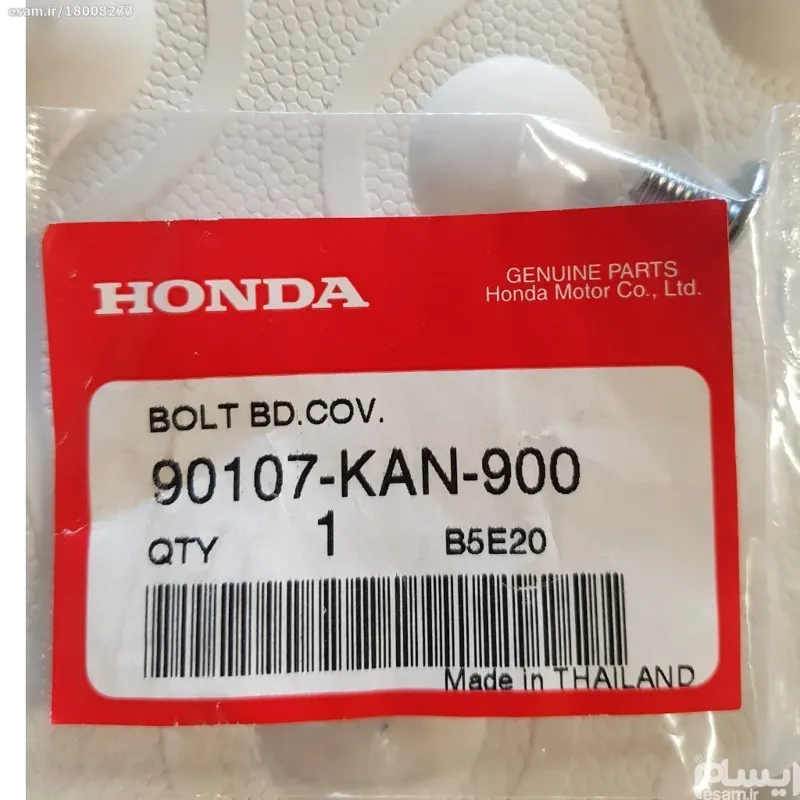 esam.ir/18008277
HONDA
GENUINE PARTS
Honda Motor Co., Ltd.
BOLT BD.COV.
90107-KAN-900
QTY 1 B5E20
Made in THAILAND
ایسام
esam.ir